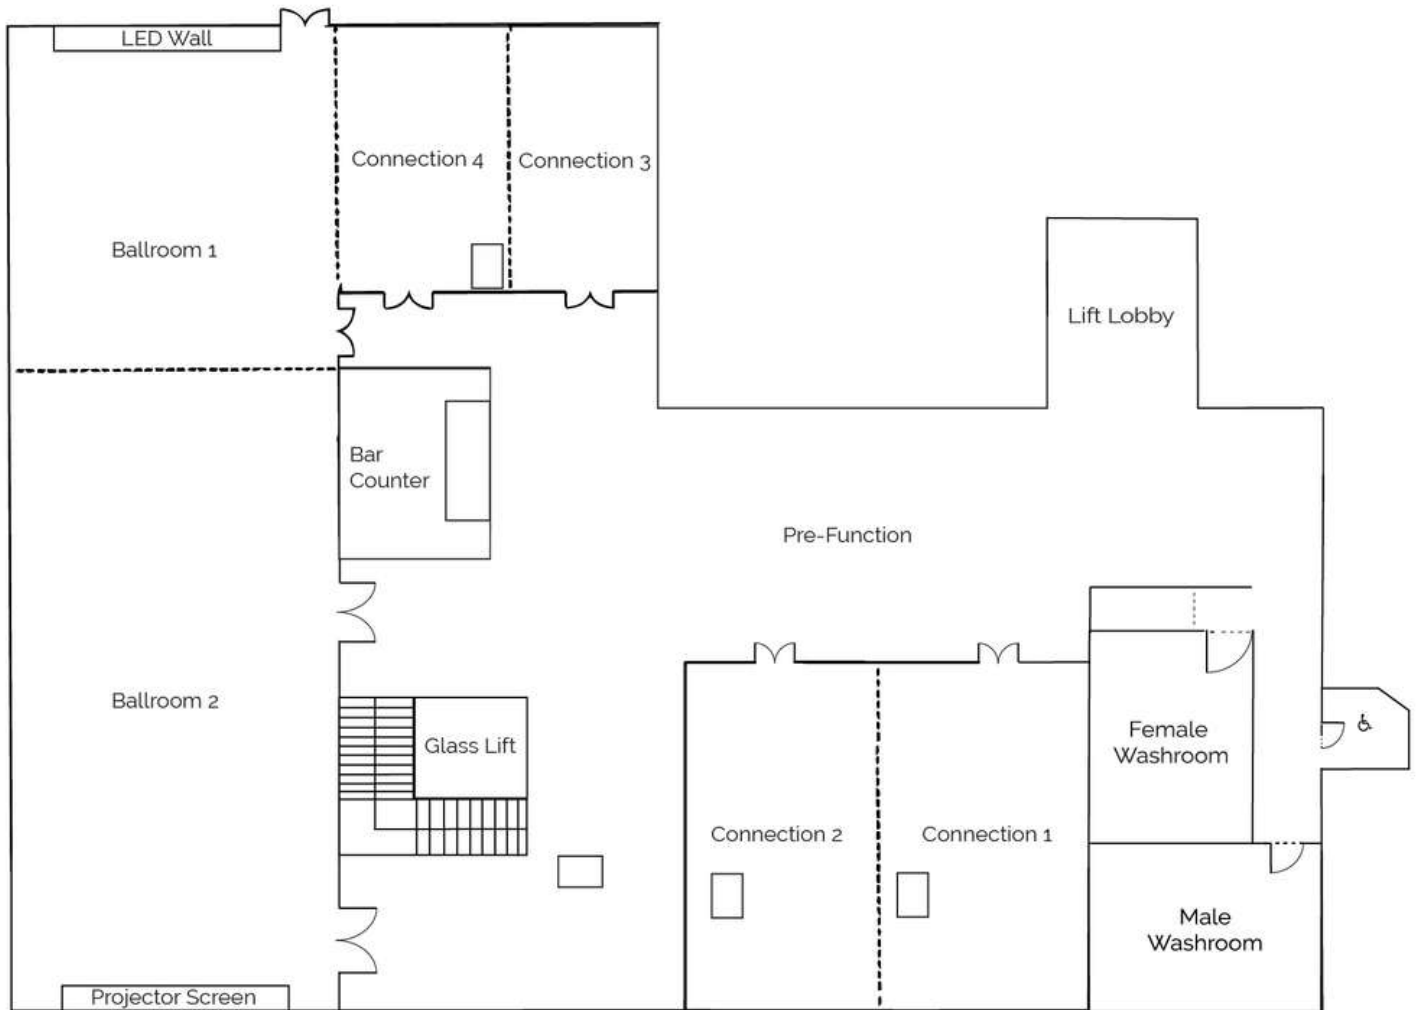 LED Wall
Connection 4
Connection 3
Ballroom 1
Lift Lobby
Bar
Counter
Pre-Function
Ballroom 2
Glass Lift
Female
Washroom
Connection 2
Connection 1
Male
Washroom
Projector Screen